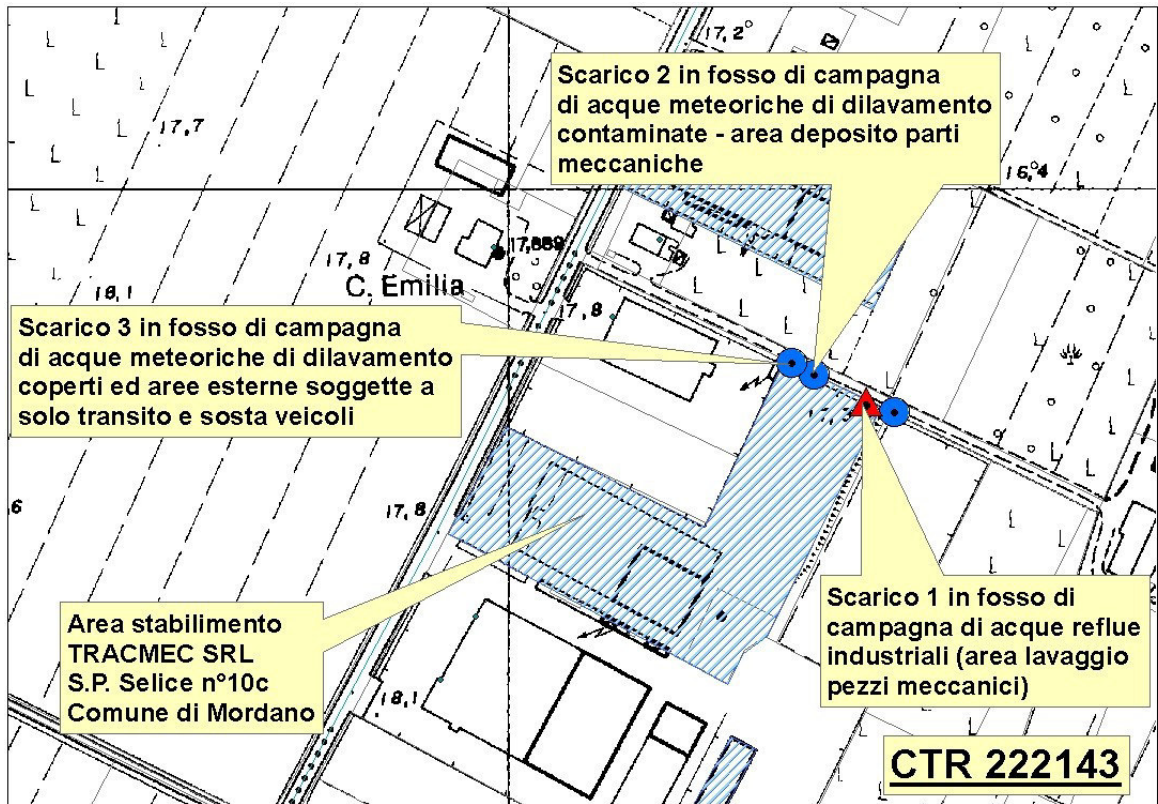 17,2°
Scarico 2 in fosso di campagna
di acque meteoriche di dilavamento
contaminate - area deposito parti
meccaniche
17,7
16,4
17,8
C. Emilia
18,1
17,8
Scarico 3 in fosso di campagna
di acque meteoriche di dilavamento
coperti ed aree esterne soggette a
solo transito e sosta veicoli
17,8
Area stabilimento
TRACMEC SRL
S.P. Selice n°10c
Comune di Mordano
Scarico 1 in fosso di
campagna di acque reflue
industriali (area lavaggio
pezzi meccanici)
18,1
CTR 222143